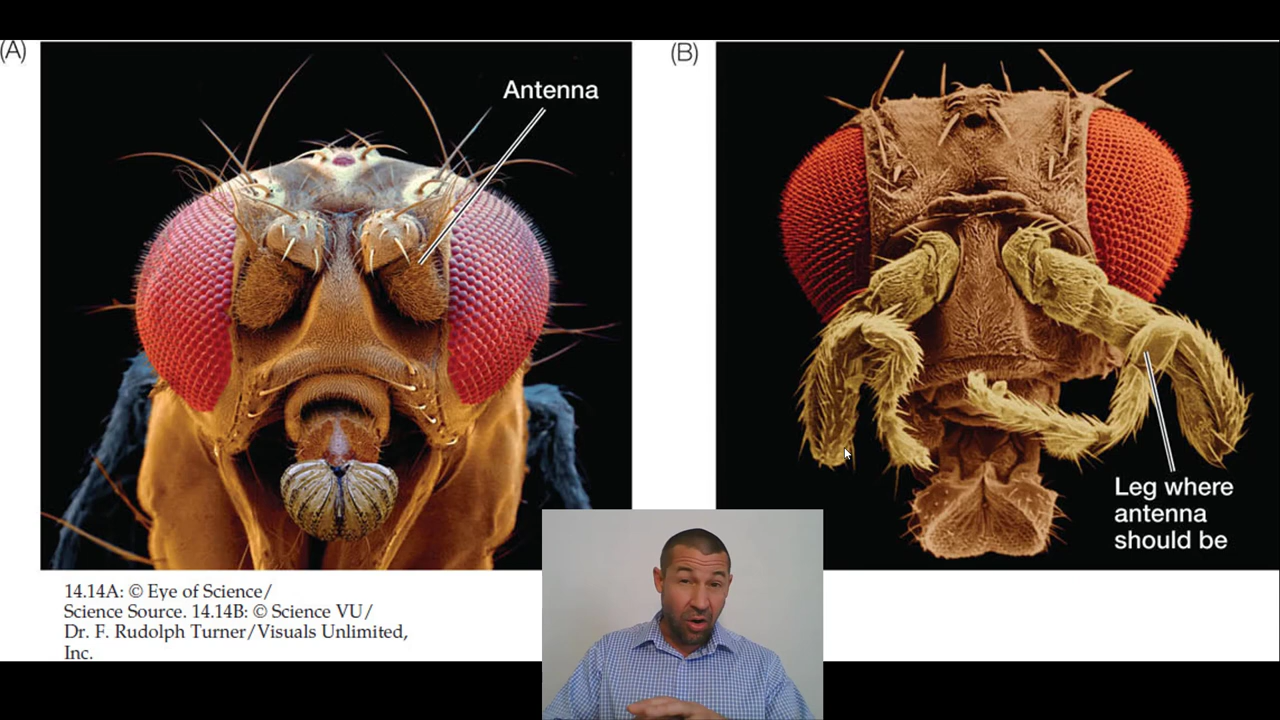 (A)
Antenna
(B)
Leg where
antenna
should be
14.14A: © Eye of Science/
Science Source. 14.14B: © Science VU/
Dr. F. Rudolph Turner/Visuals Unlimited,
Inc.